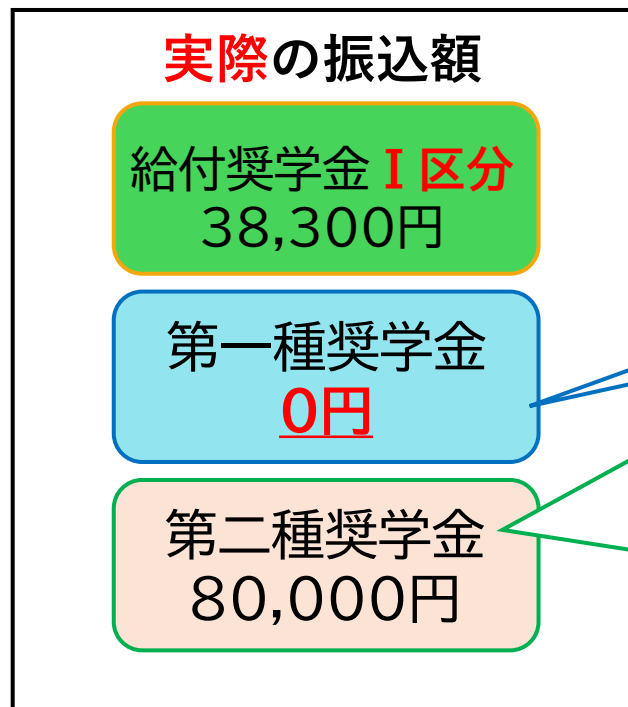 実際の振込額
給付奨学金Ⅰ区分
38,300円
第一種奨学金
0円
第二種奨学金
80,000円